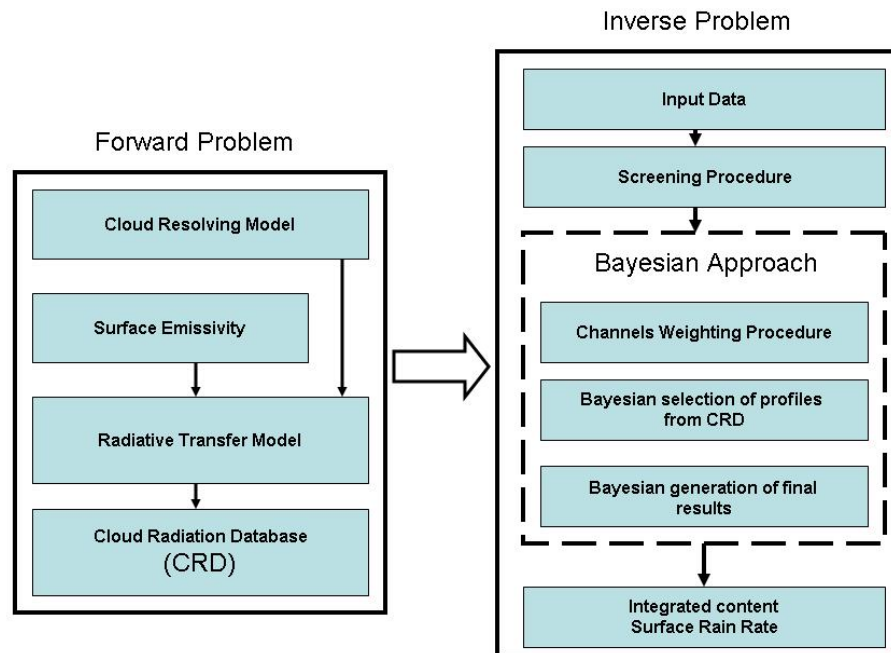 Forward Problem
Cloud Resolving Model
Surface Emissivity
Radiative Transfer Model
Cloud Radiation Database
(CRD)
Inverse Problem
Input Data
Screening Procedure
Bayesian Approach
Channels Weighting Procedure
Bayesian selection of profiles
from CRD
Bayesian generation of final
results
Integrated content
Surface Rain Rate